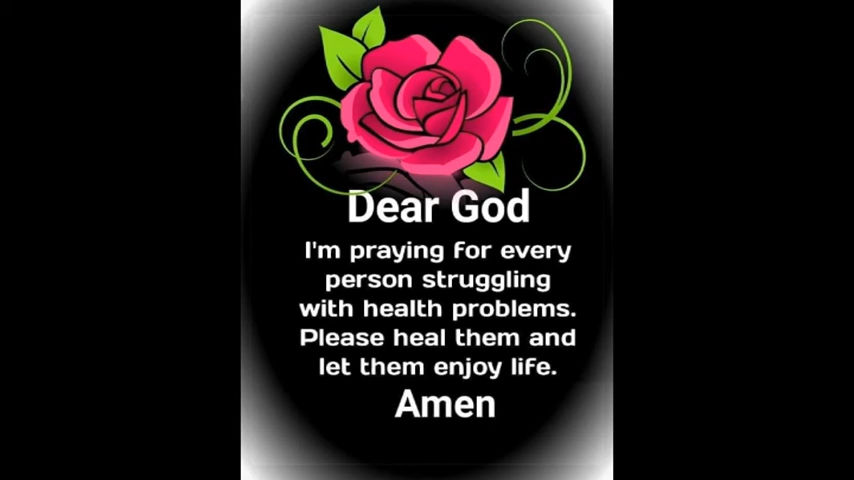 Dear God
I'm praying for every
person struggling
with health problems.
Please heal them and
let them enjoy life.
Amen